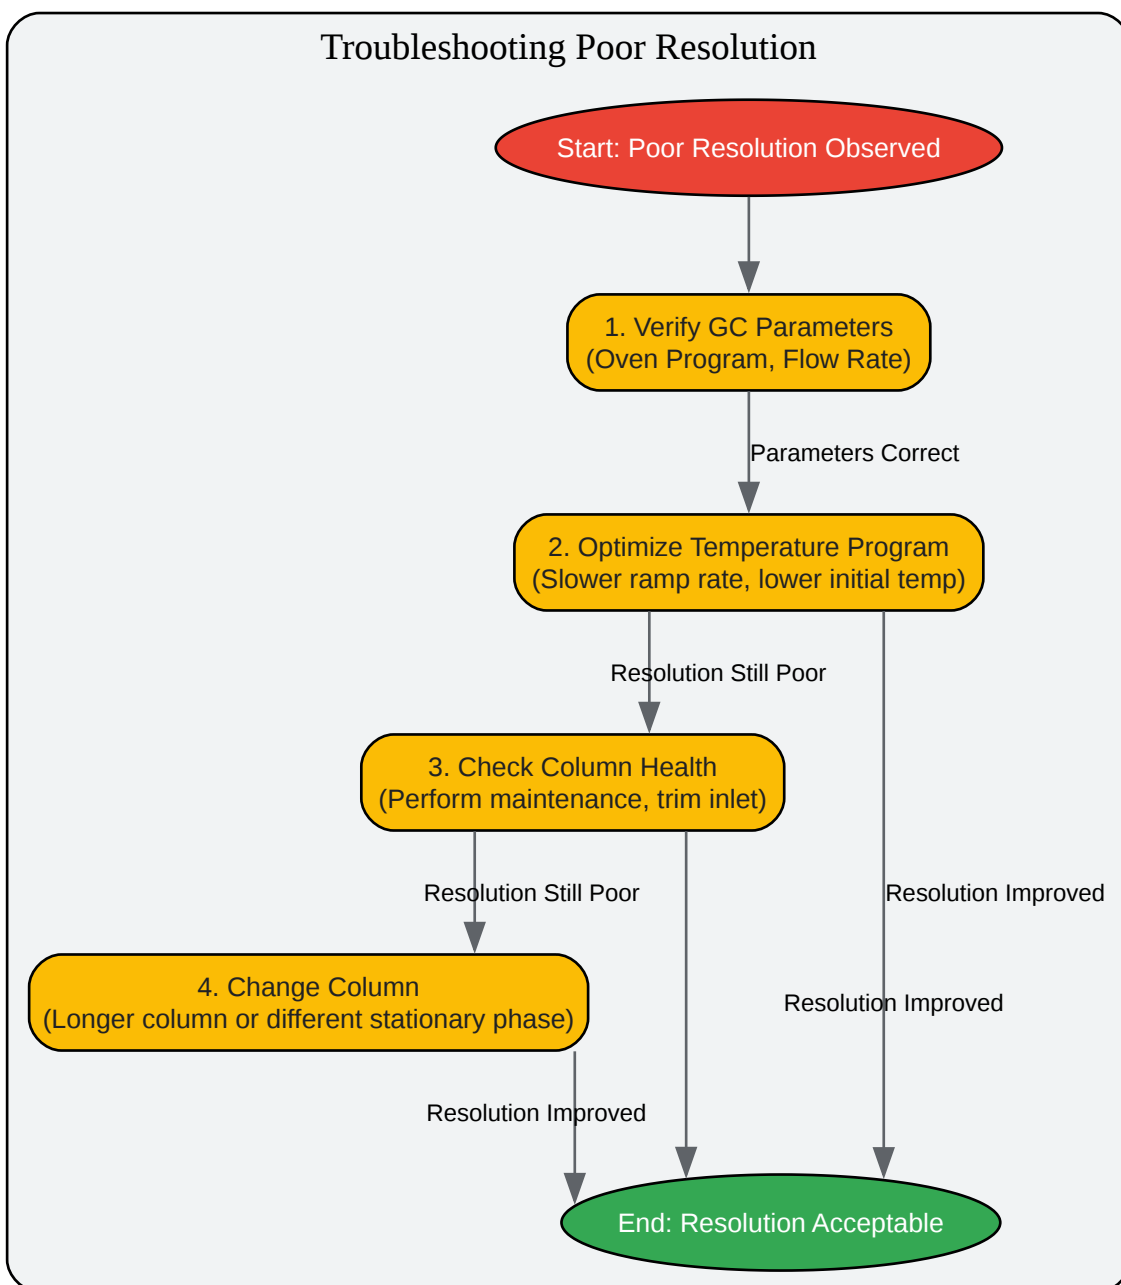 Troubleshooting Poor Resolution
Start: Poor Resolution Observed
1. Verify GC Parameters
(Oven Program, Flow Rate)
Parameters Correct
2. Optimize Temperature Program
(Slower ramp rate, lower initial temp)
Resolution Still Poor
3. Check Column Health
(Perform maintenance, trim inlet)
Resolution Still Poor
Resolution Improved
4. Change Column
(Longer column or different stationary phase)
Resolution Improved
Resolution Improved
End: Resolution Acceptable